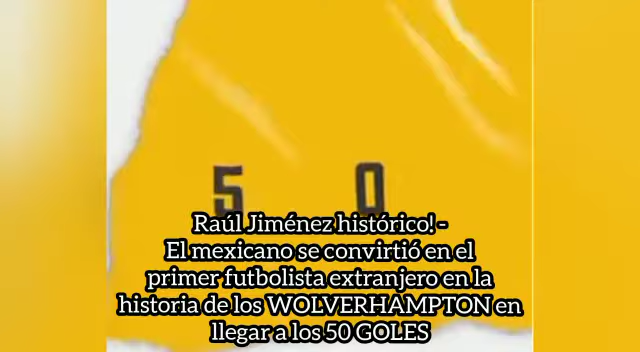 5 0
Raúl Jiménez histórico! -
El mexicano se convirtió en el
primer futbolista extranjero en la
historia de los WOLVERHAMPTON en
llegar a los 50 GOLES